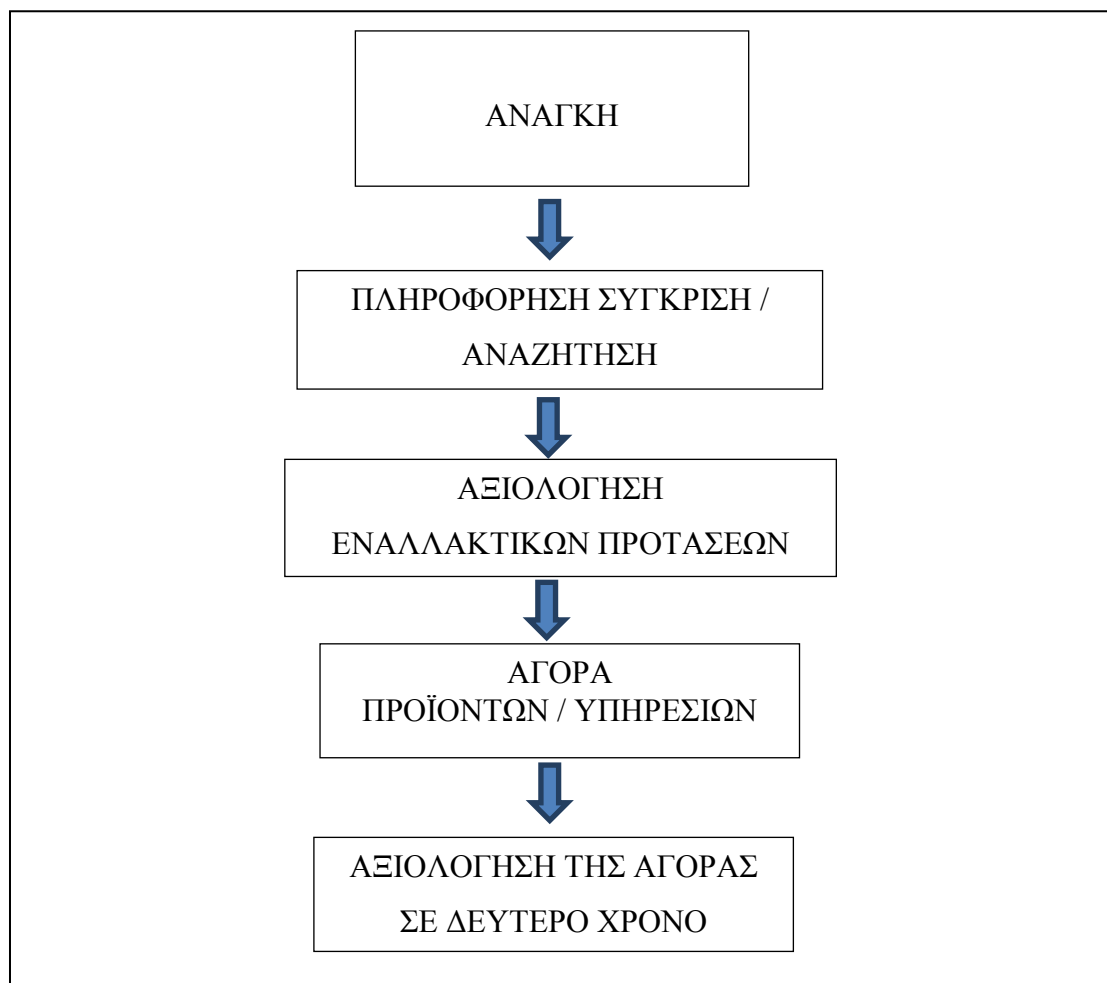 ΑΝΑΓΚΗ
ΠΛΗΡΟΦΟΡΗΣΗ ΣΥΓΚΡΙΣΗ /
ΑΝΑΖΗΤΗΣΗ
ΑΞΙΟΛΟΓΗΣΗ
ΕΝΑΛΛΑΚΤΙΚΩΝ ΠΡΟΤΑΣΕΩΝ
ΑΓΟΡΑ
ΠΡΟΪΟΝΤΩΝ / ΥΠΗΡΕΣΙΩΝ
ΑΞΙΟΛΟΓΗΣΗ ΤΗΣ ΑΓΟΡΑΣ
ΣΕ ΔΕΥΤΕΡΟ ΧΡΟΝΟ